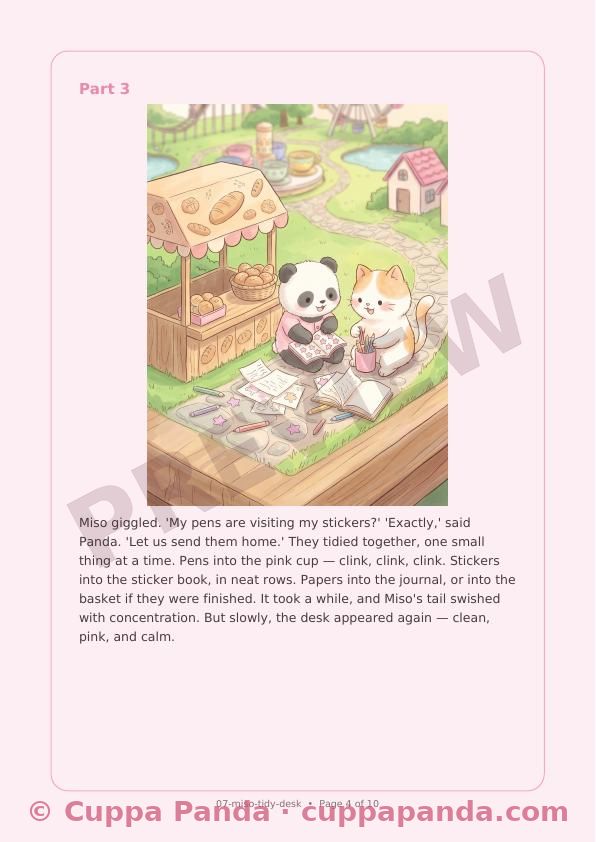 Part 3
Miso giggled. 'My pens are visiting my stickers?' 'Exactly,' said
Panda. 'Let us send them home.' They tidied together, one small
thing at a time. Pens into the pink cup — clink, clink, clink. Stickers
into the sticker book, in neat rows. Papers into the journal, or into the
basket if they were finished. It took a while, and Miso's tail swished
with concentration. But slowly, the desk appeared again — clean,
pink, and calm.
PREVIEW
07-miso-tidy-desk • Page 4 of 10
© Cuppa Panda · cuppapanda.com